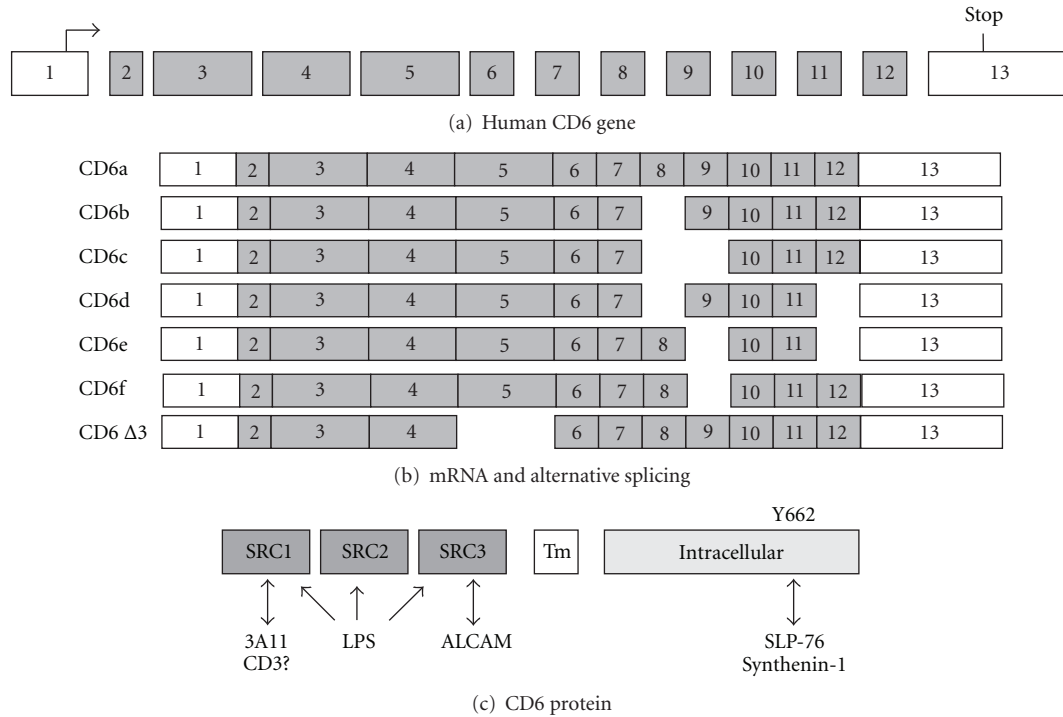 Stop
1 2 3 4 5 6 7 8 9 10 11 12 13
(a) Human CD6 gene
CD6a 1 2 3 4 5 6 7 8 9 10 11 12 13
CD6b 1 2 3 4 5 6 7 9 10 11 12 13
CD6c 1 2 3 4 5 6 7 10 11 12 13
CD6d 1 2 3 4 5 6 7 9 10 11 13
CD6e 1 2 3 4 5 6 7 8 10 11 13
CD6f 1 2 3 4 5 6 7 8 10 11 12 13
CD6 Δ3 1 2 3 4 6 7 8 9 10 11 12 13
(b) mRNA and alternative splicing
Y662
SRC1 SRC2 SRC3 Tm Intracellular
3A11 LPS ALCAM SLP-76
CD3? Synthenin-1
(c) CD6 protein